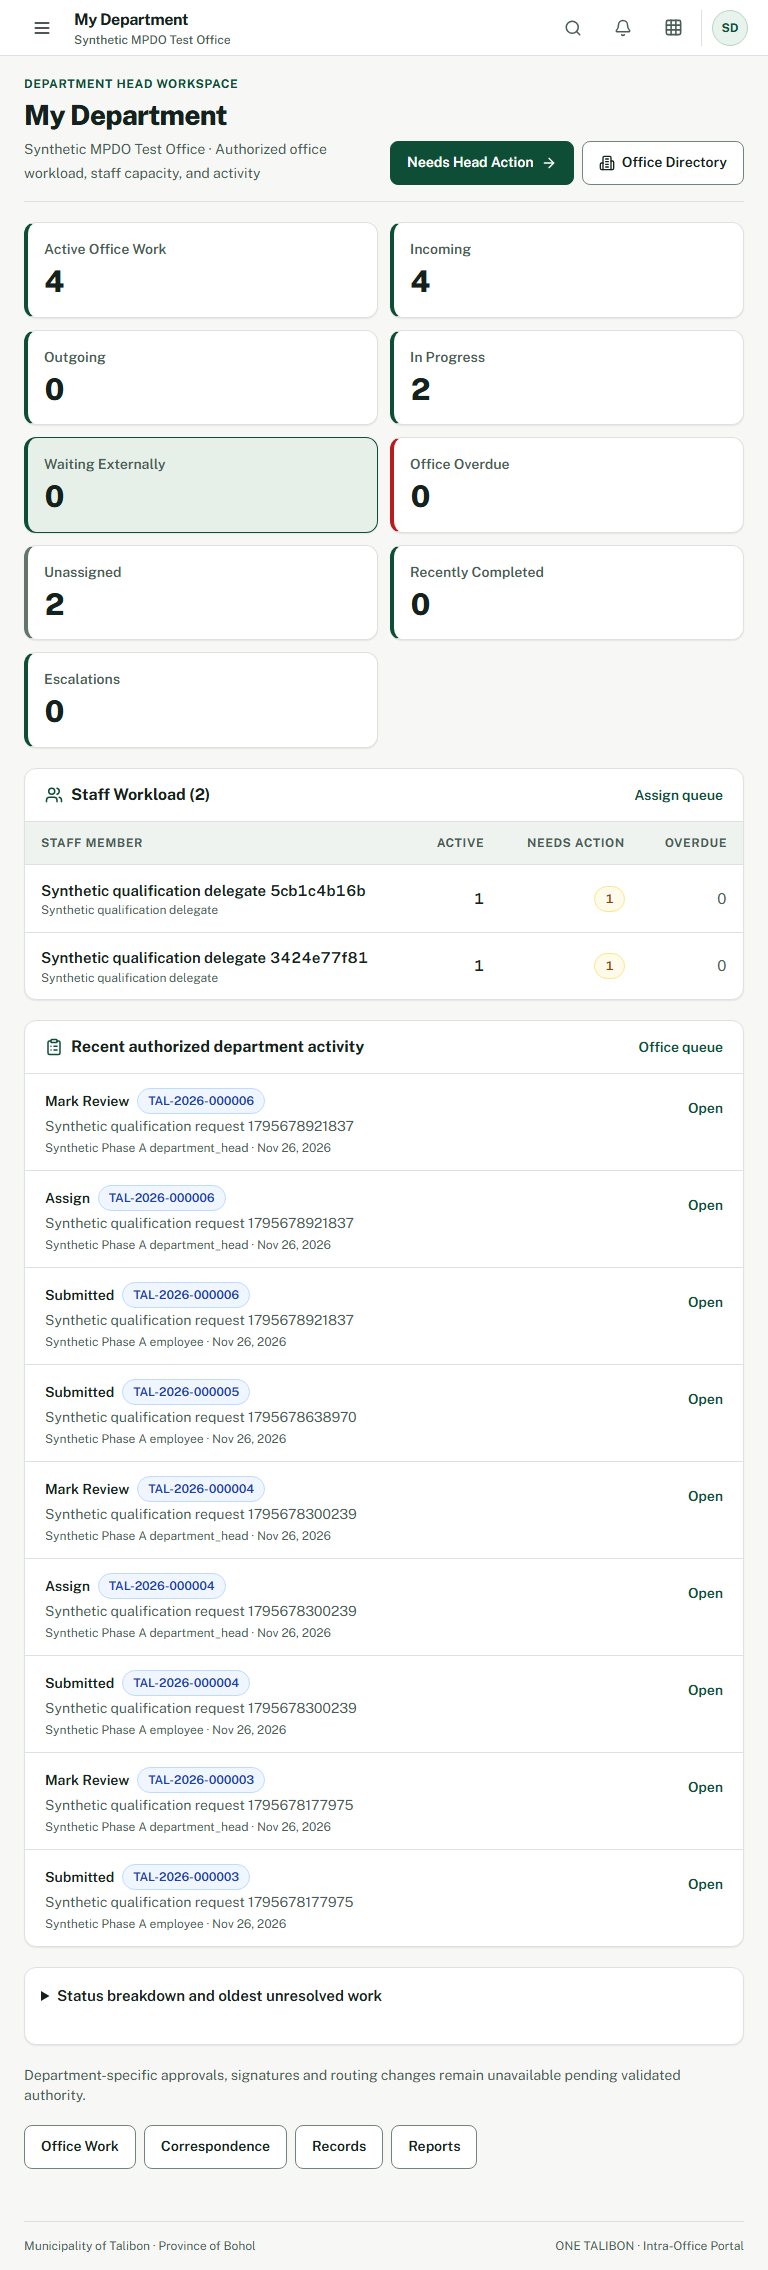 My Department
Synthetic MPDO Test Office
SD
DEPARTMENT HEAD WORKSPACE
My Department
Synthetic MPDO Test Office · Authorized office
workload, staff capacity, and activity
Needs Head Action →
Office Directory
Active Office Work
4
Incoming
4
Outgoing
0
In Progress
2
Waiting Externally
0
Office Overdue
0
Unassigned
2
Recently Completed
0
Escalations
0
Staff Workload (2)
Assign queue
STAFF MEMBER ACTIVE NEEDS ACTION OVERDUE
Synthetic qualification delegate 5cb1c4b16b
Synthetic qualification delegate
1 1 0
Synthetic qualification delegate 3424e77f81
Synthetic qualification delegate
1 1 0
Recent authorized department activity
Office queue
Mark Review TAL-2026-000006
Synthetic qualification request 1795678921837
Synthetic Phase A department_head · Nov 26, 2026
Open
Assign TAL-2026-000006
Synthetic qualification request 1795678921837
Synthetic Phase A department_head · Nov 26, 2026
Open
Submitted TAL-2026-000006
Synthetic qualification request 1795678921837
Synthetic Phase A employee · Nov 26, 2026
Open
Submitted TAL-2026-000005
Synthetic qualification request 1795678638970
Synthetic Phase A employee · Nov 26, 2026
Open
Mark Review TAL-2026-000004
Synthetic qualification request 1795678300239
Synthetic Phase A department_head · Nov 26, 2026
Open
Assign TAL-2026-000004
Synthetic qualification request 1795678300239
Synthetic Phase A department_head · Nov 26, 2026
Open
Submitted TAL-2026-000004
Synthetic qualification request 1795678300239
Synthetic Phase A employee · Nov 26, 2026
Open
Mark Review TAL-2026-000003
Synthetic qualification request 1795678177975
Synthetic Phase A department_head · Nov 26, 2026
Open
Submitted TAL-2026-000003
Synthetic qualification request 1795678177975
Synthetic Phase A employee · Nov 26, 2026
Open
Status breakdown and oldest unresolved work
Department-specific approvals, signatures and routing changes remain unavailable pending validated
authority.
Office Work
Correspondence
Records
Reports
Municipality of Talibon · Province of Bohol
ONE TALIBON · Intra-Office Portal